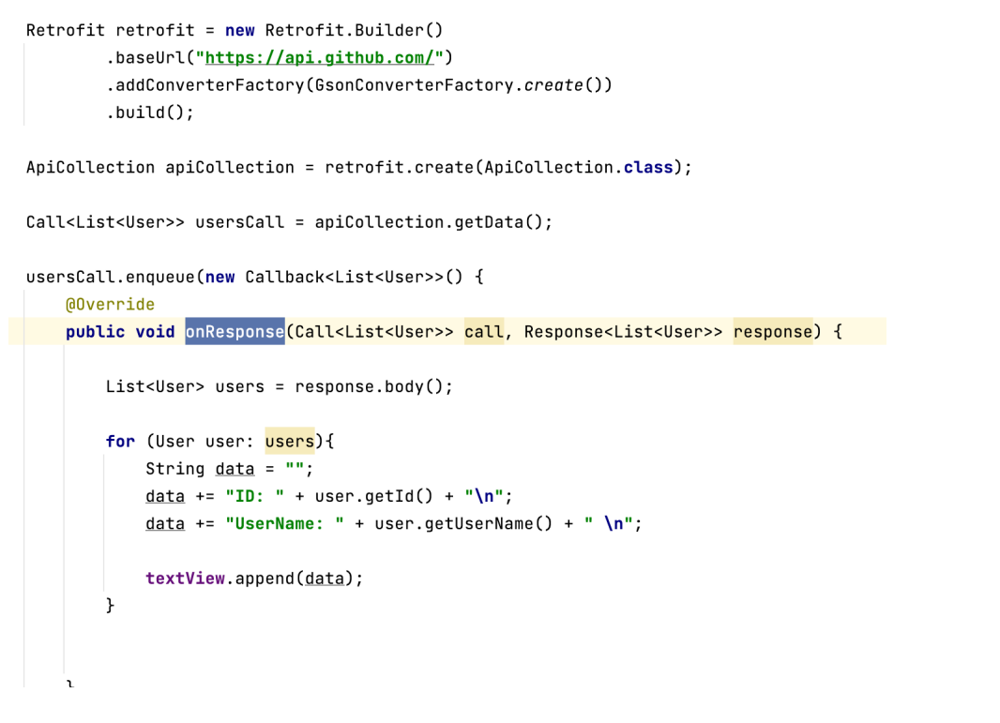 Retrofit retrofit = new Retrofit.Builder()
.baseUrl("https://api.github.com/")
.addConverterFactory(GsonConverterFactory.create())
.build();
ApiCollection apiCollection = retrofit.create(ApiCollection.class);
Call<List<User>> usersCall = apiCollection.getData();
usersCall.enqueue(new Callback<List<User>>() {
@Override
public void onResponse(Call<List<User>> call, Response<List<User>> response) {
List<User> users = response.body();
for (User user: users){
String data = "";
data += "ID: " + user.getId() + "\n";
data += "UserName: " + user.getUserName() + " \n";
textView.append(data);
}
}